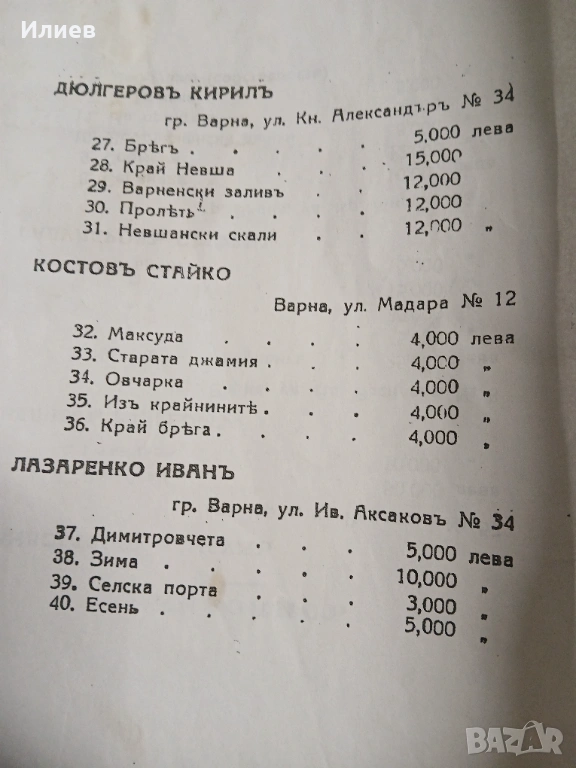 Илиев
ДЮЛГЕРОВЪ КИРИЛЪ
гр. Варна, ул. Кн. Александъръ № 34
27. Брѣгъ . . . . . 5,000 лева
28. Край Невша . . . 15,000
29. Варненски заливъ . . 12,000
30. Пролѣть . . . . 12,000
31. Невшански скали . . 12,000 „
КОСТОВЪ СТАЙКО
Варна, ул. Мадара № 12
32. Максуда . . . . 4,000 лева
33. Старата джамия . . . 4,000 „
34. Овчарка . . . . 4,000 „
35. Изъ крайнинитѣ . . . 4,000 „
36. Край брѣга . . . . 4,000 „
ЛАЗАРЕНКО ИВАНЪ
гр. Варна, ул. Ив. Аксаковъ № 34
37. Димитровчета . . . 5,000 лева
38. Зима . . . . . 10,000 „
39. Селска порта . . . 3,000 „
40. Есень . . . . . 5,000 „
BAZAR